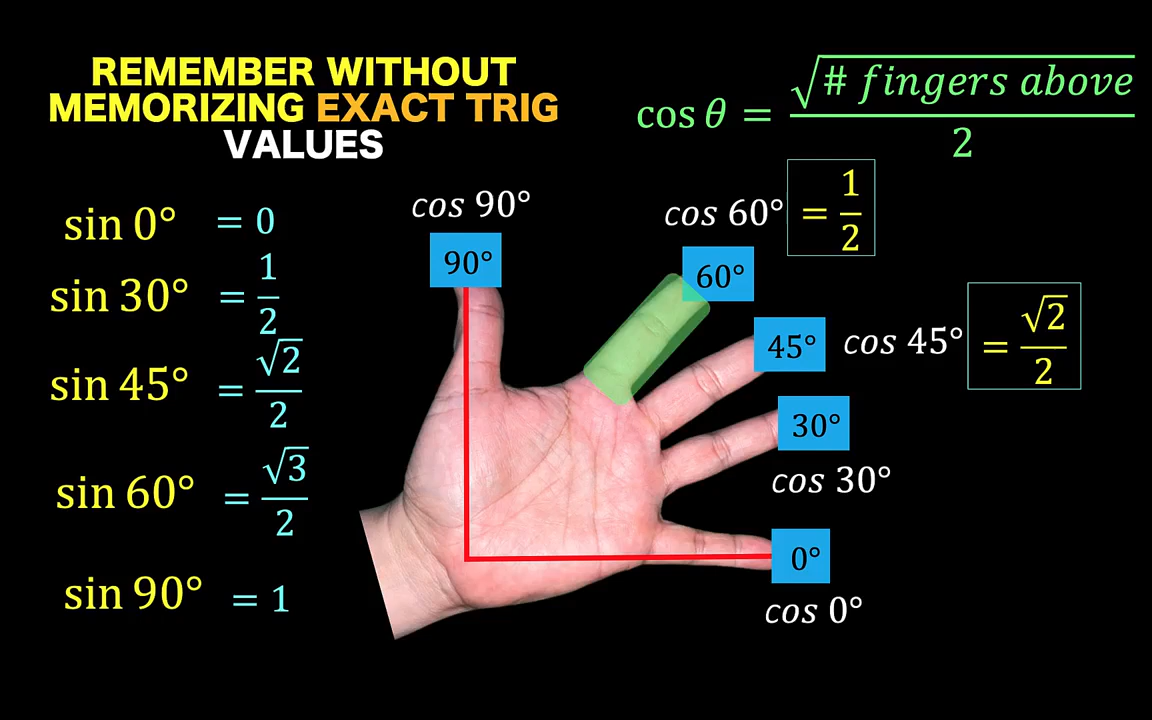 REMEMBER WITHOUT
MEMORIZING EXACT TRIG
VALUES
cos θ = √# fingers above / 2
sin 0° = 0
sin 30° = 1/2
sin 45° = √2/2
sin 60° = √3/2
sin 90° = 1
cos 90°
90°
cos 60° = 1/2
60°
45°
cos 45° = √2/2
30°
cos 30°
0°
cos 0°